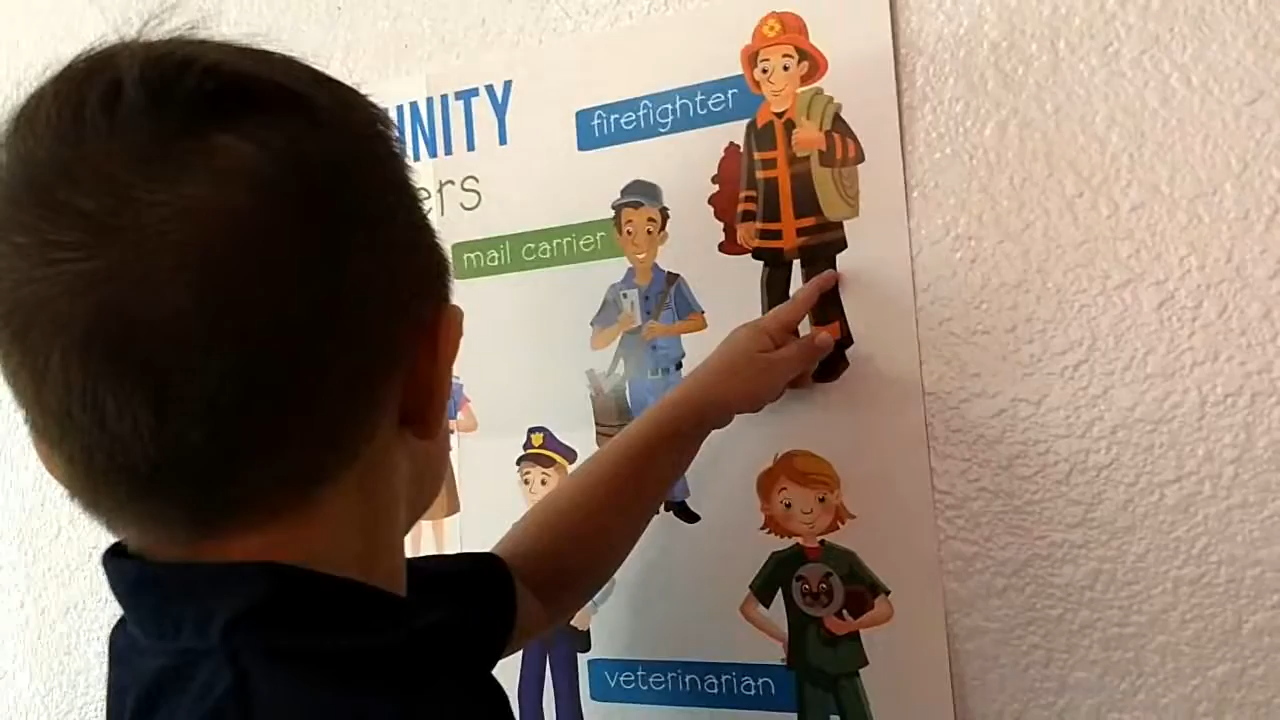 NITY
ers
firefighter
mail carrier
veterinarian